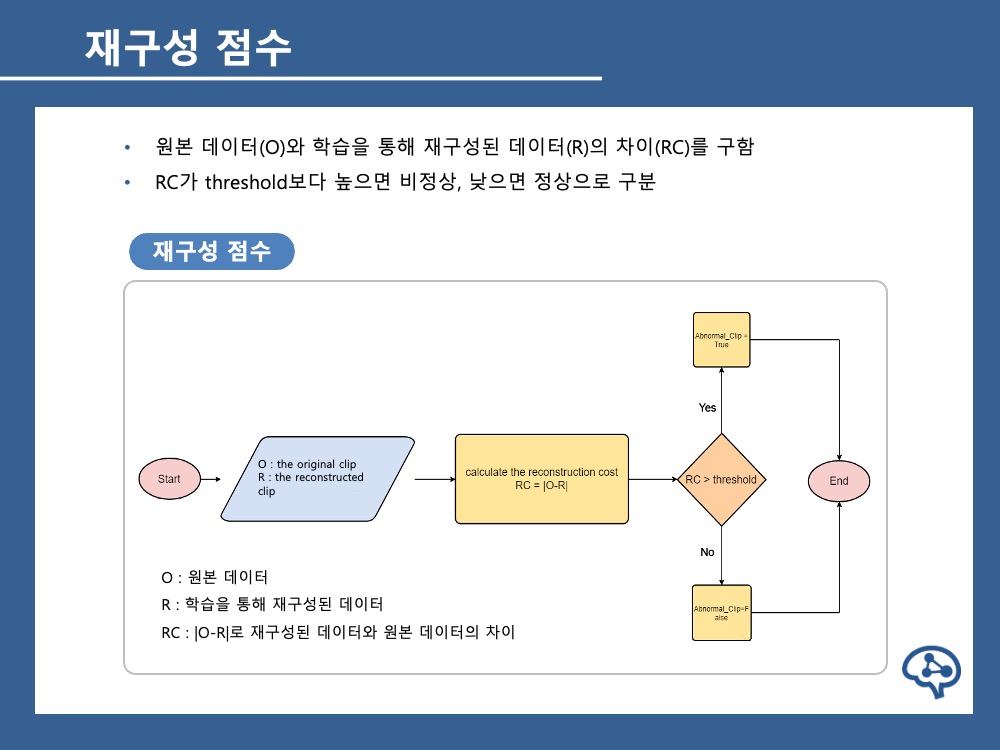 재구성 점수
• 원본 데이터(O)와 학습을 통해 재구성된 데이터(R)의 차이(RC)를 구함
• RC가 threshold보다 높으면 비정상, 낮으면 정상으로 구분
재구성 점수
Start
O : the original clip
R : the reconstructed
clip
calculate the reconstruction cost
RC = |O-R|
RC > threshold
Yes
Abnormal_Clip =
True
No
Abnormal_Clip=F
alse
End
O : 원본 데이터
R : 학습을 통해 재구성된 데이터
RC : |O-R|로 재구성된 데이터와 원본 데이터의 차이